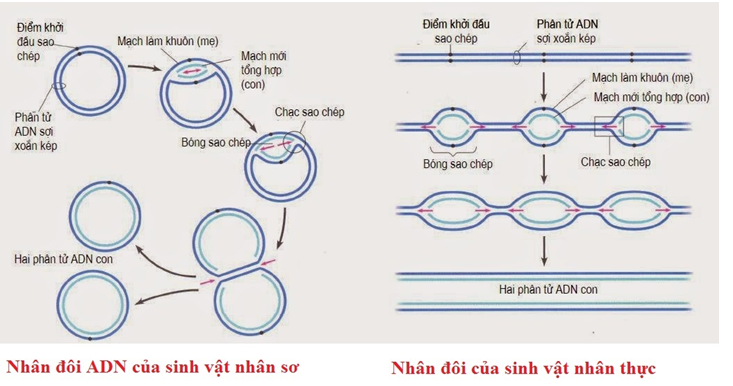 Điểm khởi
đầu sao
chép
Mạch làm khuôn (mẹ)
Mạch mới
tổng hợp
(con)
Phân tử
ADN sợi
xoắn kép
Chạc sao chép
Bóng sao chép
Hai phân tử ADN con
Nhân đôi ADN của sinh vật nhân sơ
Điểm khởi đầu
sao chép
Phân tử ADN
sợi xoắn kép
Mạch làm khuôn (mẹ)
Mạch mới tổng hợp (con)
Bóng sao chép
Chạc sao chép
Hai phân tử ADN con
Nhân đôi của sinh vật nhân thực